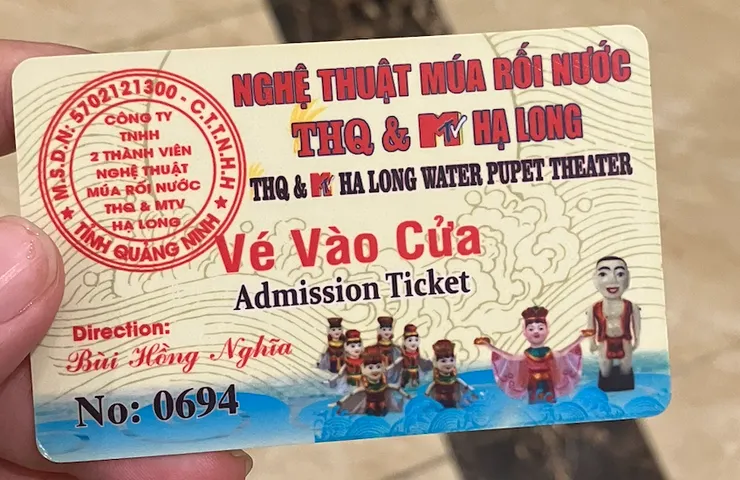 NGHỆ THUẬT MÚA RỐI NƯỚC
THQ & MTV HẠ LONG
THQ & MTV HA LONG WATER PUPET THEATER
M.S.D.N: 5702121300 - C.T.T.N.H.H
CÔNG TY
TNHH
2 THÀNH VIÊN
NGHỆ THUẬT
MÚA RỐI NƯỚC
THQ & MTV
HẠ LONG
★ TỈNH QUẢNG NINH ★
Vé Vào Cửa
Admission Ticket
Direction:
Bùi Hồng Nghĩa
No: 0694